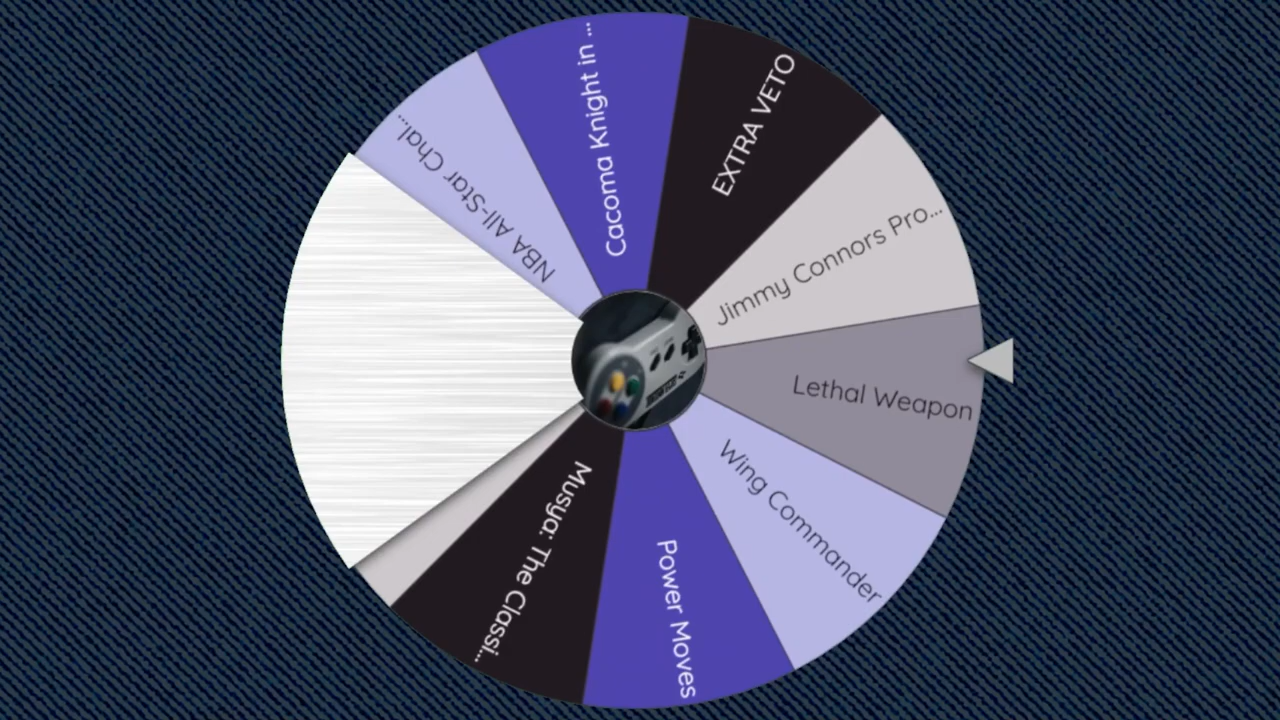 NBA All-Star Chal...
Cacoma Knight in ...
EXTRA VETO
Jimmy Connors Pro...
Lethal Weapon
Wing Commander
Power Moves
Musya: The Classi...